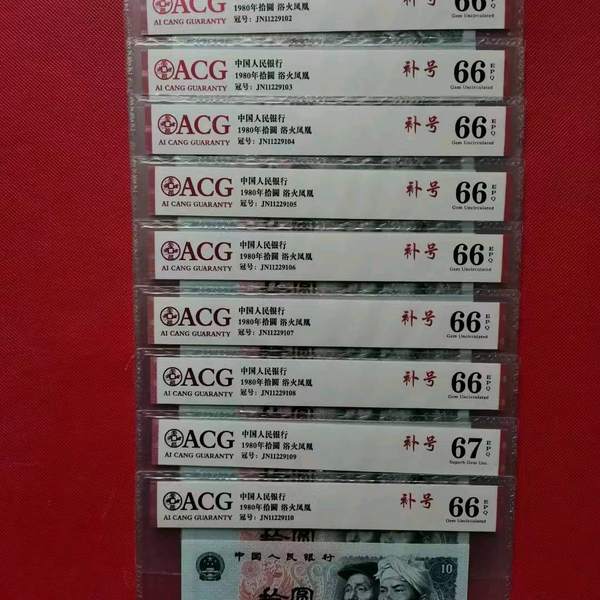 ACG
AI CANG GUARANTY
1980年拾圓 浴火凤凰
冠号: JN11229102
补号
66
ACG
AI CANG GUARANTY
中国人民银行
1980年拾圓 浴火凤凰
冠号: JN11229103
补号
66 EPQ
Gem Uncirculated
ACG
AI CANG GUARANTY
中国人民银行
1980年拾圓 浴火凤凰
冠号: JN11229104
补号
66 EPQ
Gem Uncirculated
ACG
AI CANG GUARANTY
中国人民银行
1980年拾圓 浴火凤凰
冠号: JN11229105
补号
66 EPQ
Gem Uncirculated
ACG
AI CANG GUARANTY
中国人民银行
1980年拾圓 浴火凤凰
冠号: JN11229106
补号
66 EPQ
Gem Uncirculated
ACG
AI CANG GUARANTY
中国人民银行
1980年拾圓 浴火凤凰
冠号: JN11229107
补号
66 EPQ
Gem Uncirculated
ACG
AI CANG GUARANTY
中国人民银行
1980年拾圓 浴火凤凰
冠号: JN11229108
补号
66 EPQ
Gem Uncirculated
ACG
AI CANG GUARANTY
中国人民银行
1980年拾圓 浴火凤凰
冠号: JN11229109
补号
67 EPQ
Superb Gem Unc.
ACG
AI CANG GUARANTY
中国人民银行
1980年拾圓 浴火凤凰
冠号: JN11229110
补号
66 EPQ
Gem Uncirculated
中国人民银行
10
拾圆